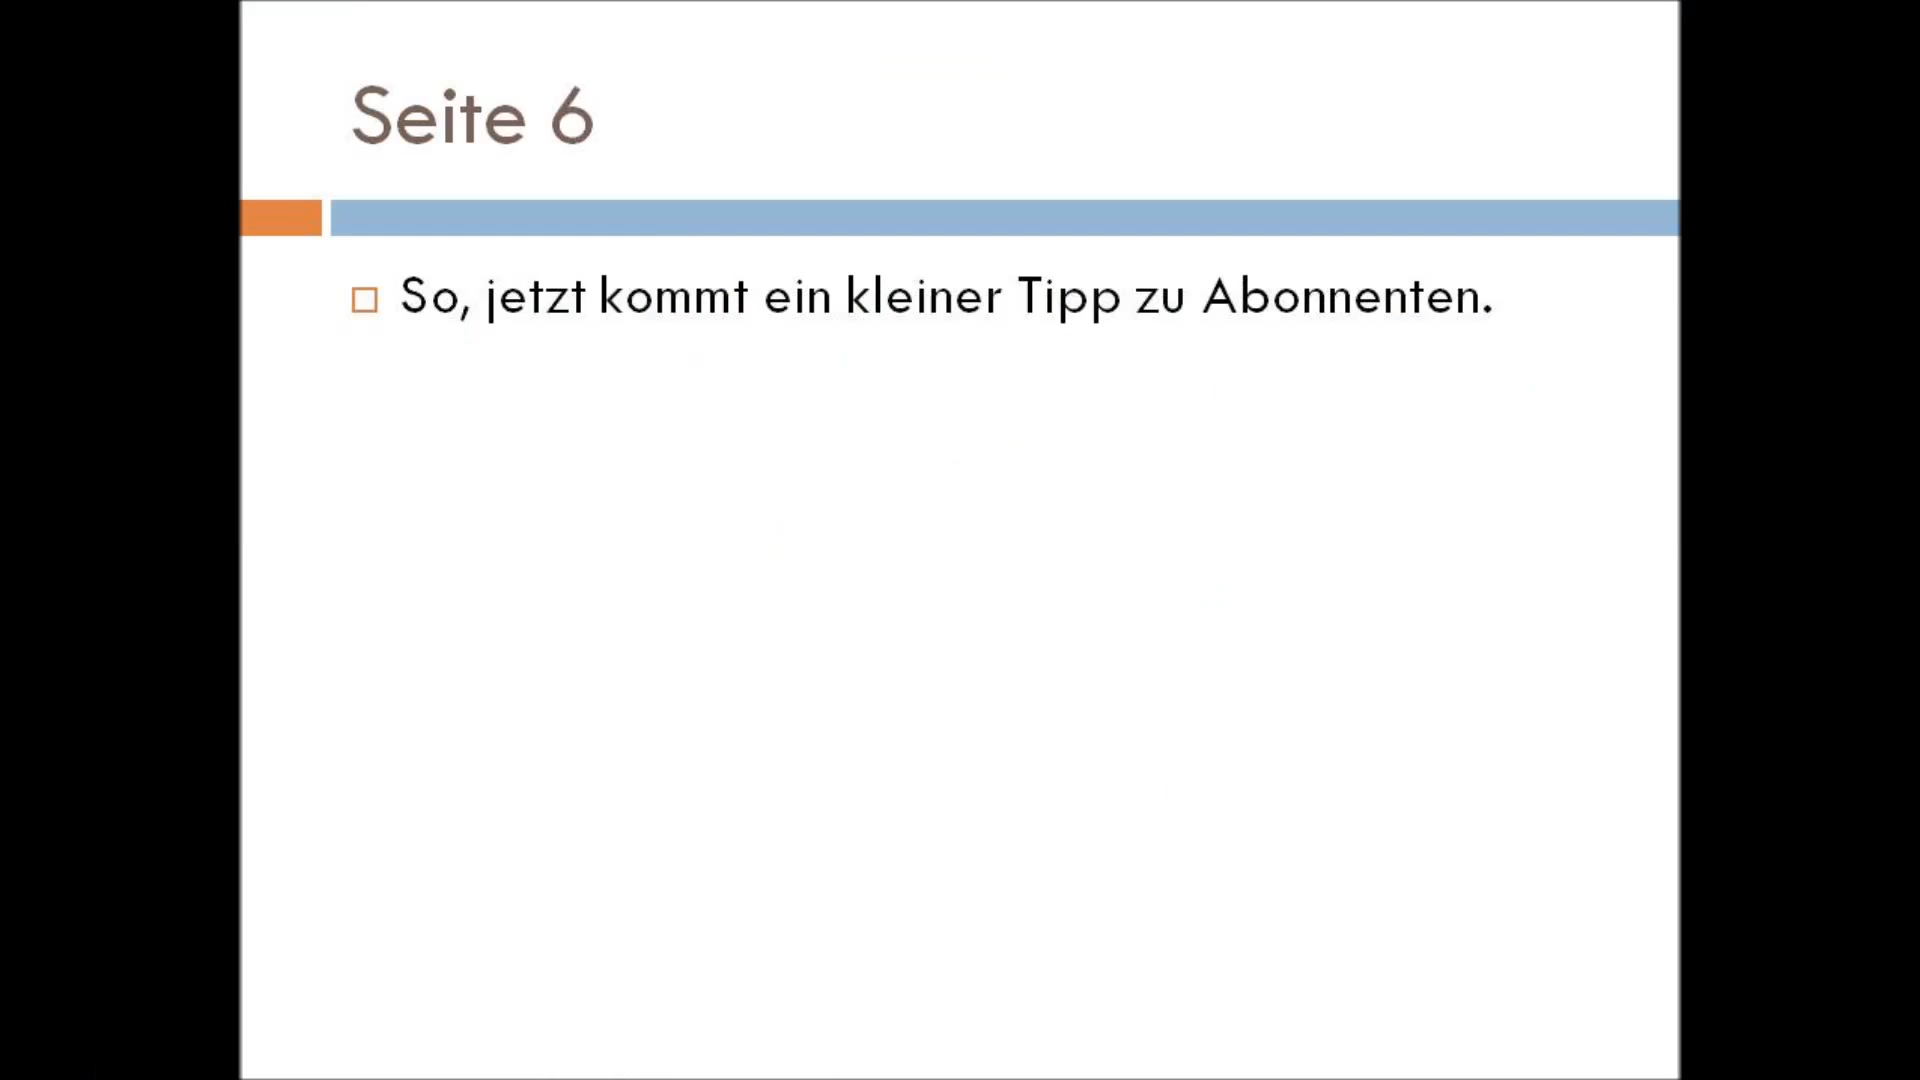 Seite 6
So, jetzt kommt ein kleiner Tipp zu Abonnenten.